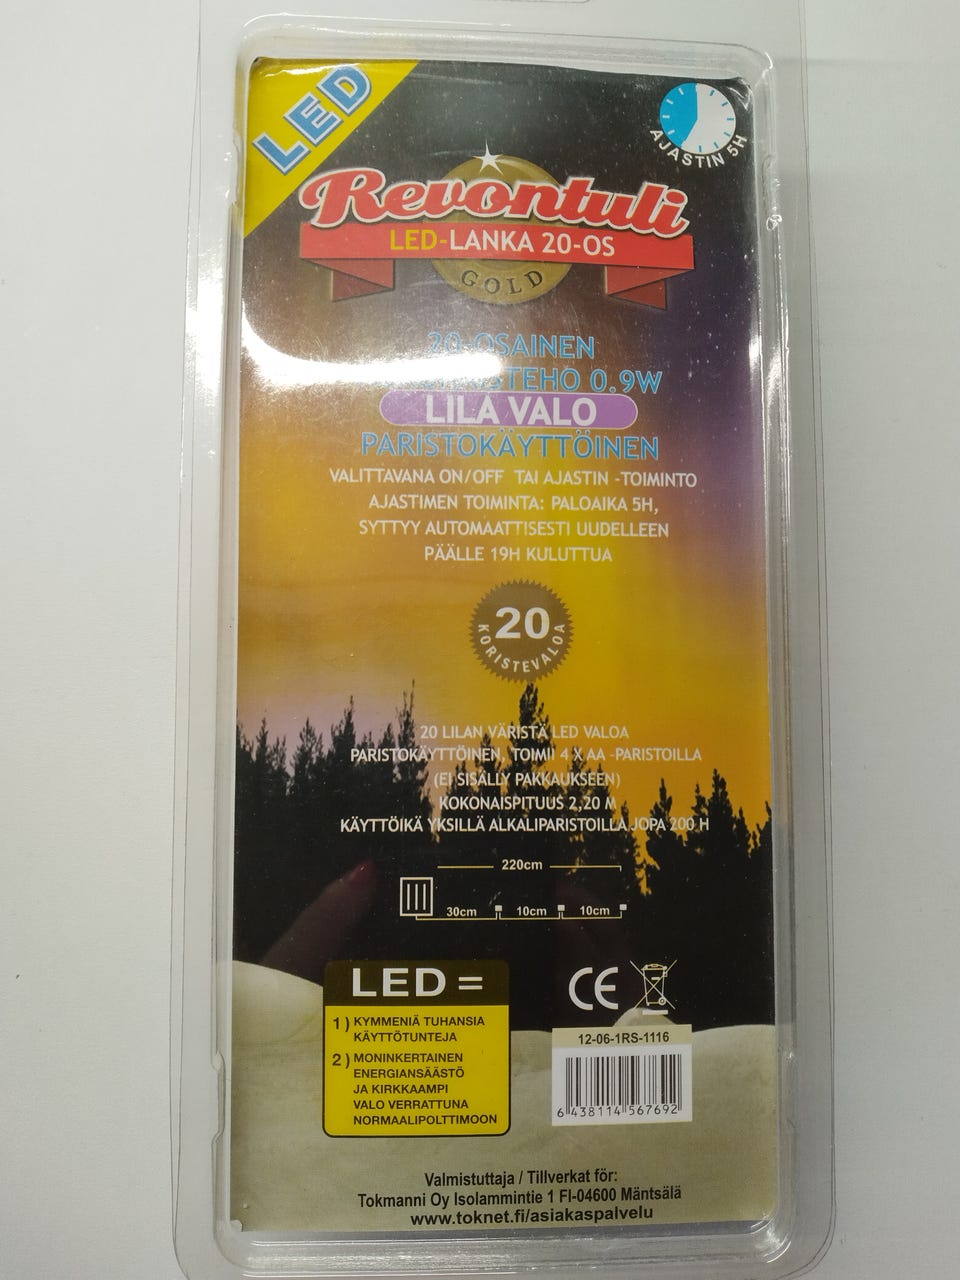 LED
AJASTIN 5H
Revontuli
LED-LANKA 20-OS
GOLD
20-OSAINEN
0.9W
LILA VALO
PARISTOKÄYTTÖINEN
VALITTAVANA ON/OFF TAI AJASTIN -TOIMINTO
AJASTIMEN TOIMINTA: PALOAIKA 5H,
SYTTYY AUTOMAATTISESTI UUDELLEEN
PÄÄLLE 19H KULUTTUA
20
KORISTEVALOA
20 LILAN VÄRISTÄ LED VALOA
PARISTOKÄYTTÖINEN, TOIMII 4 X AA -PARISTOILLA
(EI SISÄLLY PAKKAUKSEEN)
KOKONAISPITUUS 2,20 M
KÄYTTÖIKÄ YKSILLÄ ALKALIPARISTOILLA JOPA 200 H
220cm
30cm 10cm 10cm
LED =
1) KYMMENIÄ TUHANSIA
KÄYTTÖTUNTEJA
2) MONINKERTAINEN
ENERGIANSÄÄSTÖ
JA KIRKKAAMPI
VALO VERRATTUNA
NORMAALIPOLTTIMOON
CE
12-06-1RS-1116
6 438114 567692
Valmistuttaja / Tillverkat för:
Tokmanni Oy Isolammintie 1 FI-04600 Mäntsälä
www.toknet.fi/asiakaspalvelu